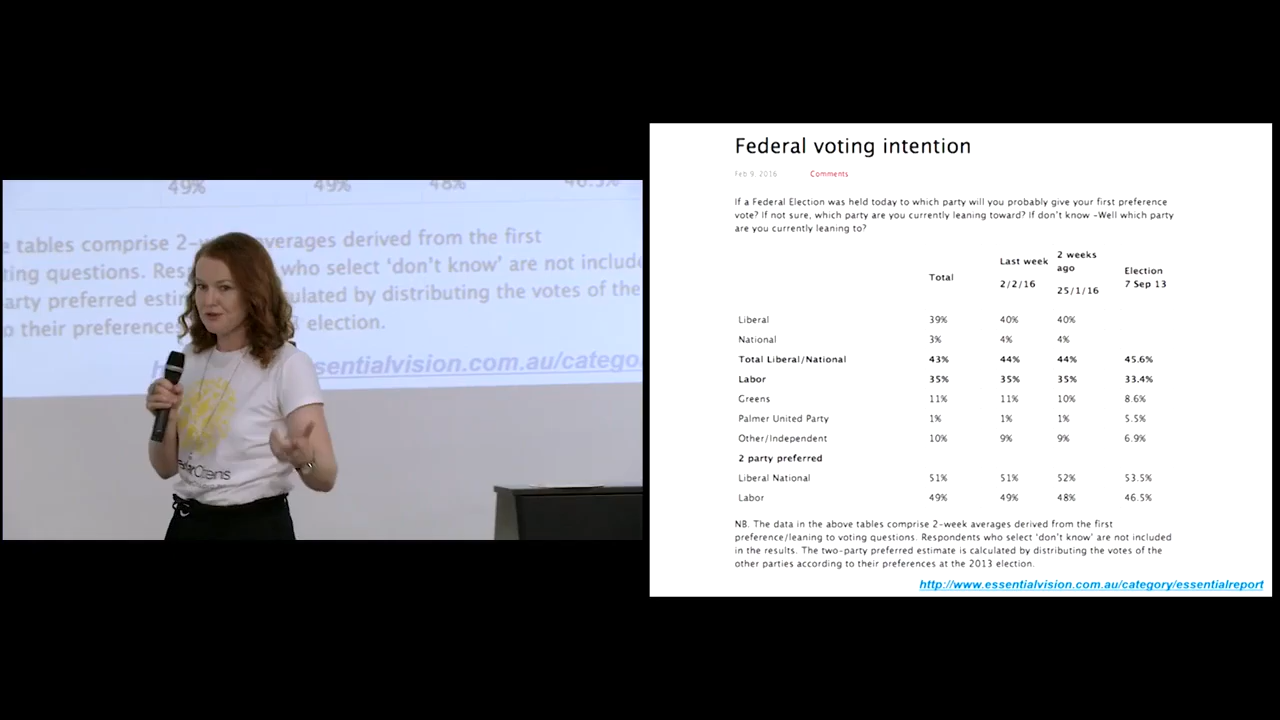 49%
49%
48%
46.5%
e tables comprise 2-week averages derived from the first
ting questions. who select 'don't know' are not includ
arty preferred calculated by distributing the votes of the
o their preferences election.
ssentialvision.com.au/catego
Citizens
Federal voting intention
Feb 9, 2016 Comments
If a Federal Election was held today to which party will you probably give your first preference
vote? If not sure, which party are you currently leaning toward? If don't know -Well which party
are you currently leaning to?
Total Last week 2/2/16 2 weeks ago 25/1/16 Election 7 Sep 13
Liberal 39% 40% 40%
National 3% 4% 4%
Total Liberal/National 43% 44% 44% 45.6%
Labor 35% 35% 35% 33.4%
Greens 11% 11% 10% 8.6%
Palmer United Party 1% 1% 1% 5.5%
Other/Independent 10% 9% 9% 6.9%
2 party preferred
Liberal National 51% 51% 52% 53.5%
Labor 49% 49% 48% 46.5%
NB. The data in the above tables comprise 2-week averages derived from the first
preference/leaning to voting questions. Respondents who select 'don't know' are not included
in the results. The two-party preferred estimate is calculated by distributing the votes of the
other parties according to their preferences at the 2013 election.
http://www.essentialvision.com.au/category/essentialreport